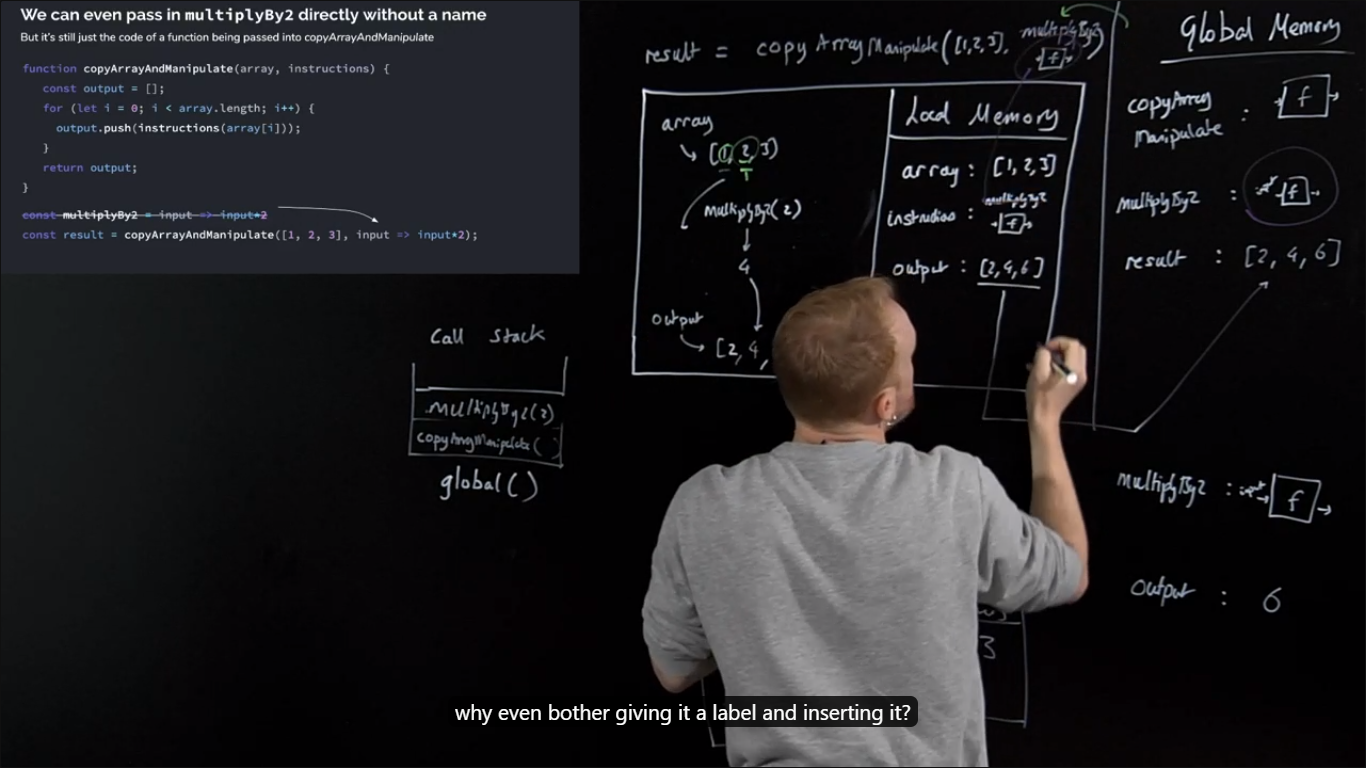 We can even pass in multiplyBy2 directly without a name
But it's still just the code of a function being passed into copyArrayAndManipulate
function copyArrayAndManipulate(array, instructions) {
const output = [];
for (let i = 0; i < array.length; i++) {
output.push(instructions(array[i]));
}
return output;
}
const multiplyBy2 = input => input*2
const result = copyArrayAndManipulate([1, 2, 3], input => input*2);
result = copyArrayManipulate([1,2,3], multiplyBy2)
f
array
[1, 2, 3]
multiplyBy2(2)
4
output
[2, 4,
Local Memory
array : [1, 2, 3]
multiplyBy2
instruction : f
output : [2, 4, 6]
Global Memory
copyArray
Manipulate : f
multiplyBy2 : f
result : [2, 4, 6]
multiplyBy2 : input f
output : 6
Call Stack
multiplyBy2(2)
copyArrayManipulate( )
global()
3
why even bother giving it a label and inserting it?